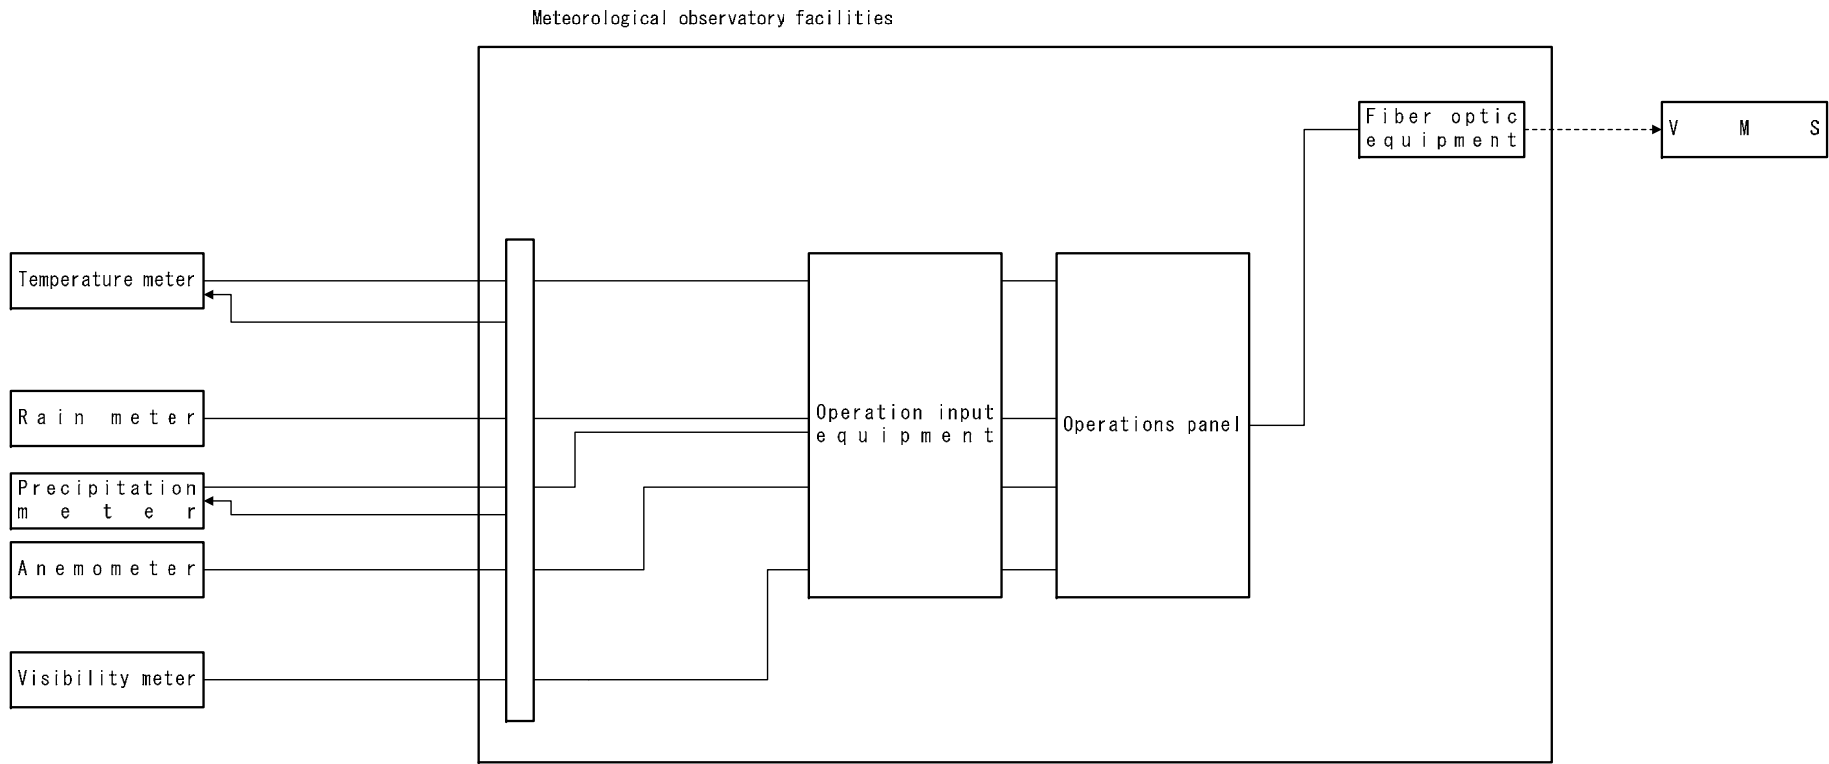 Meteorological observatory facilities
Fiber optic
equipment
V M S
Temperature meter
Rain meter
Operation input
equipment
Operations panel
Precipitation
meter
Anemometer
Visibility meter